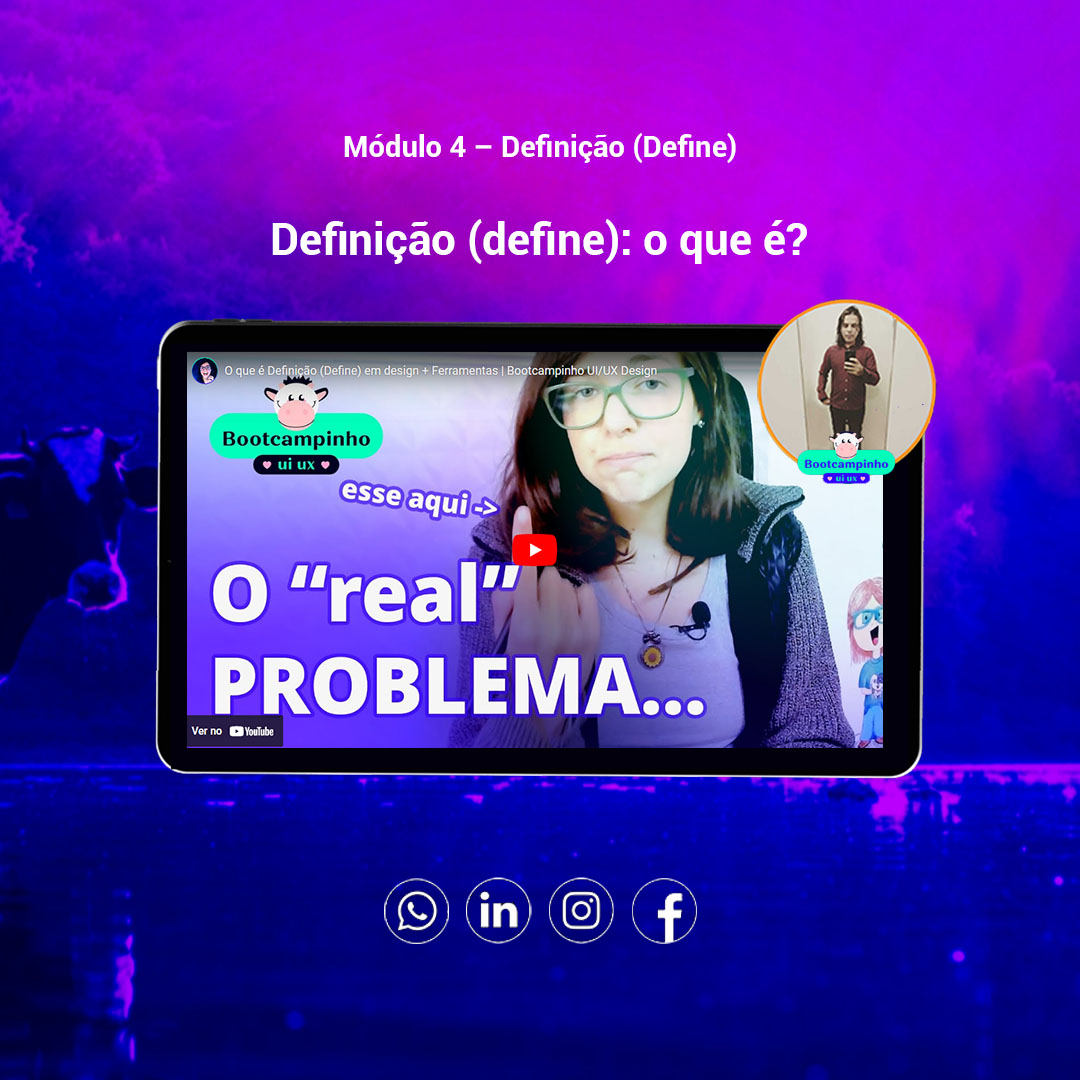 Módulo 4 – Definição (Define)
Definição (define): o que é?
O que é Definição (Define) em design + Ferramentas | Bootcampinho UI/UX Design
Bootcampinho
ui ux
Bootcampinho
ui ux
esse aqui ->
O “real”
PROBLEMA...
Ver no YouTube
in
f